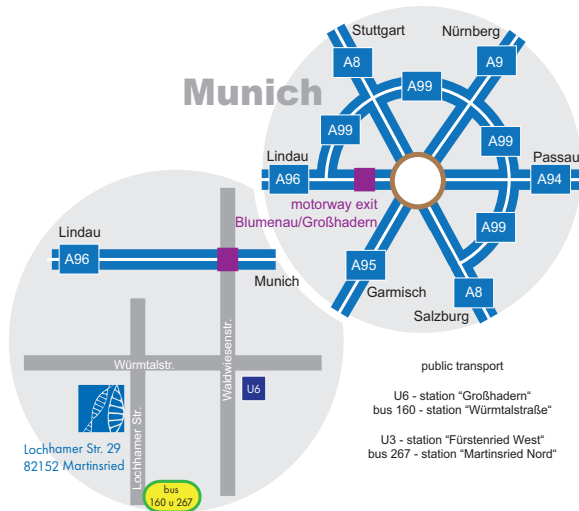 Munich
Stuttgart
Nürnberg
A8
A9
A99
A99
A99
Lindau
Passau
A96
A94
motorway exit
Blumenau/Großhadern
A99
A95
A8
Garmisch
Salzburg
Lindau
A96
Munich
Würmtalstr.
Waldwiesenstr.
Lochhamer Str.
U6
Lochhamer Str. 29
82152 Martinsried
bus
160 u 267
public transport
U6 - station “Großhadern“
bus 160 - station “Würmtalstraße“
U3 - station “Fürstenried West“
bus 267 - station “Martinsried Nord“